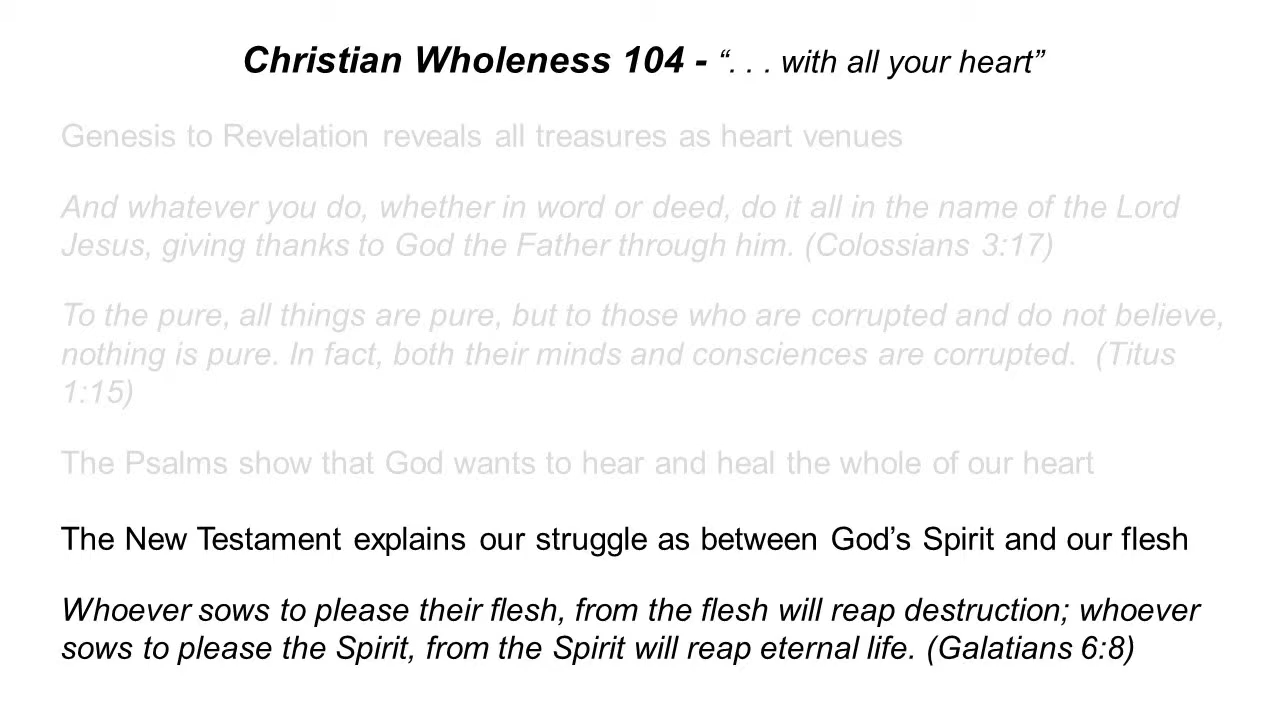 Christian Wholeness 104 - “. . . with all your heart”
Genesis to Revelation reveals all treasures as heart venues
And whatever you do, whether in word or deed, do it all in the name of the Lord
Jesus, giving thanks to God the Father through him. (Colossians 3:17)
To the pure, all things are pure, but to those who are corrupted and do not believe,
nothing is pure. In fact, both their minds and consciences are corrupted.  (Titus
1:15)
The Psalms show that God wants to hear and heal the whole of our heart
The New Testament explains our struggle as between God’s Spirit and our flesh
Whoever sows to please their flesh, from the flesh will reap destruction; whoever
sows to please the Spirit, from the Spirit will reap eternal life. (Galatians 6:8)